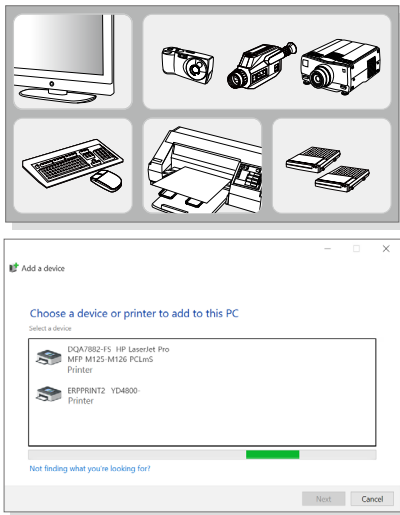 Add a device
Choose a device or printer to add to this PC
Select a device
DQA7882-FS HP LaserJet Pro
MFP M125-M126 PCLmS
Printer
ERPPRINT2 YD4800-
Printer
Not finding what you're looking for?
Next
Cancel